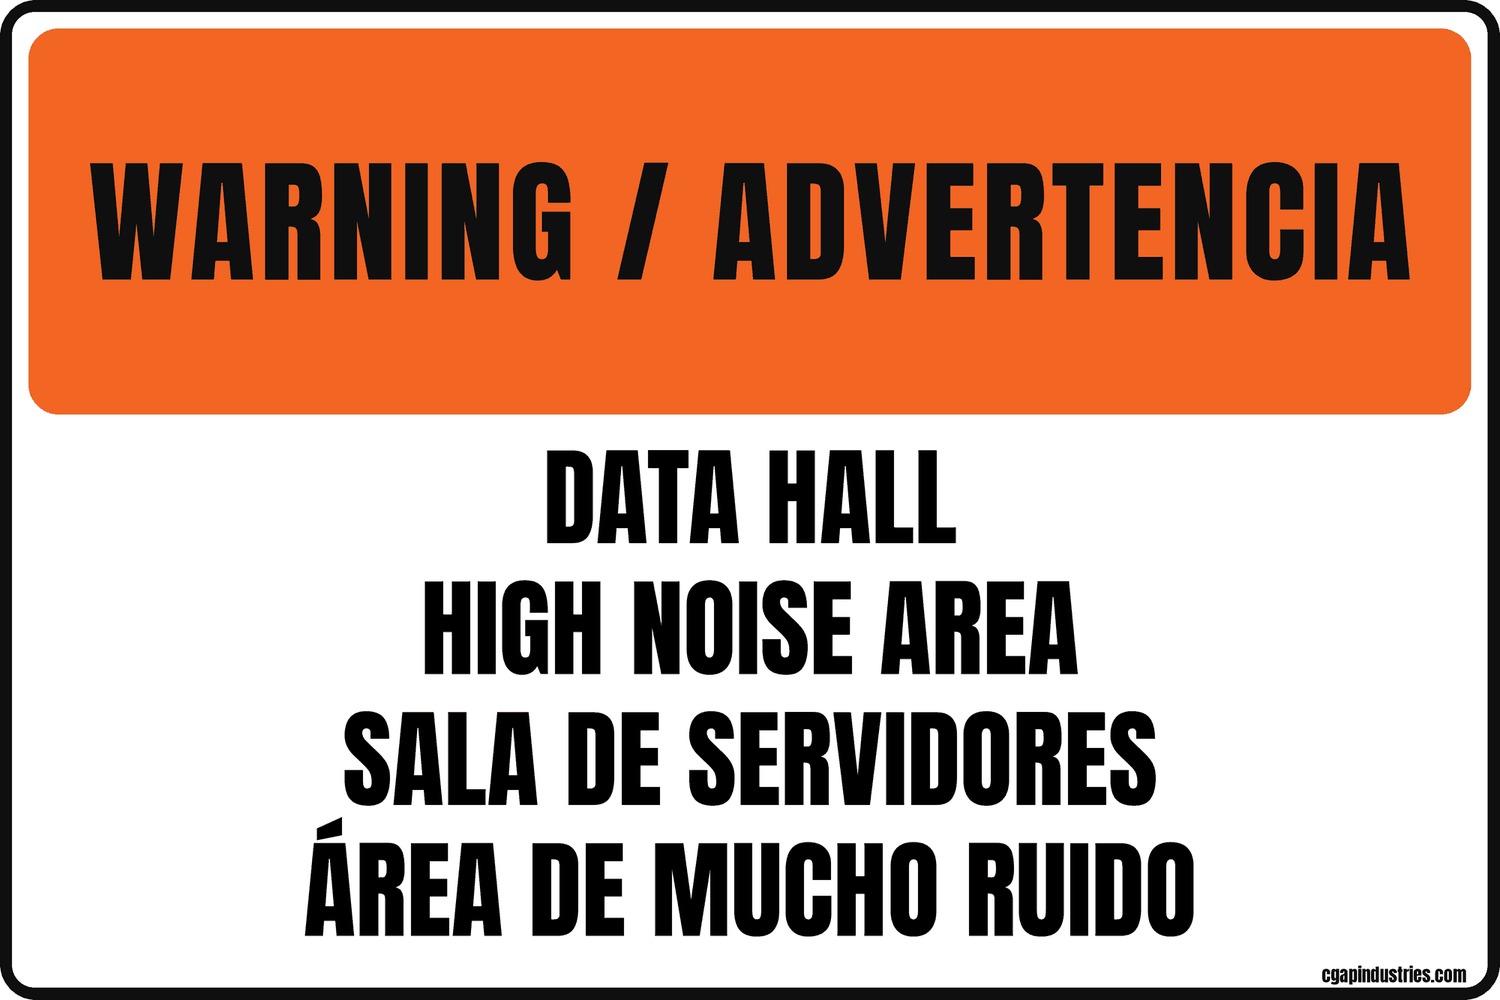 WARNING / ADVERTENCIA
DATA HALL
HIGH NOISE AREA
SALA DE SERVIDORES
ÁREA DE MUCHO RUIDO
cgapindustries.com